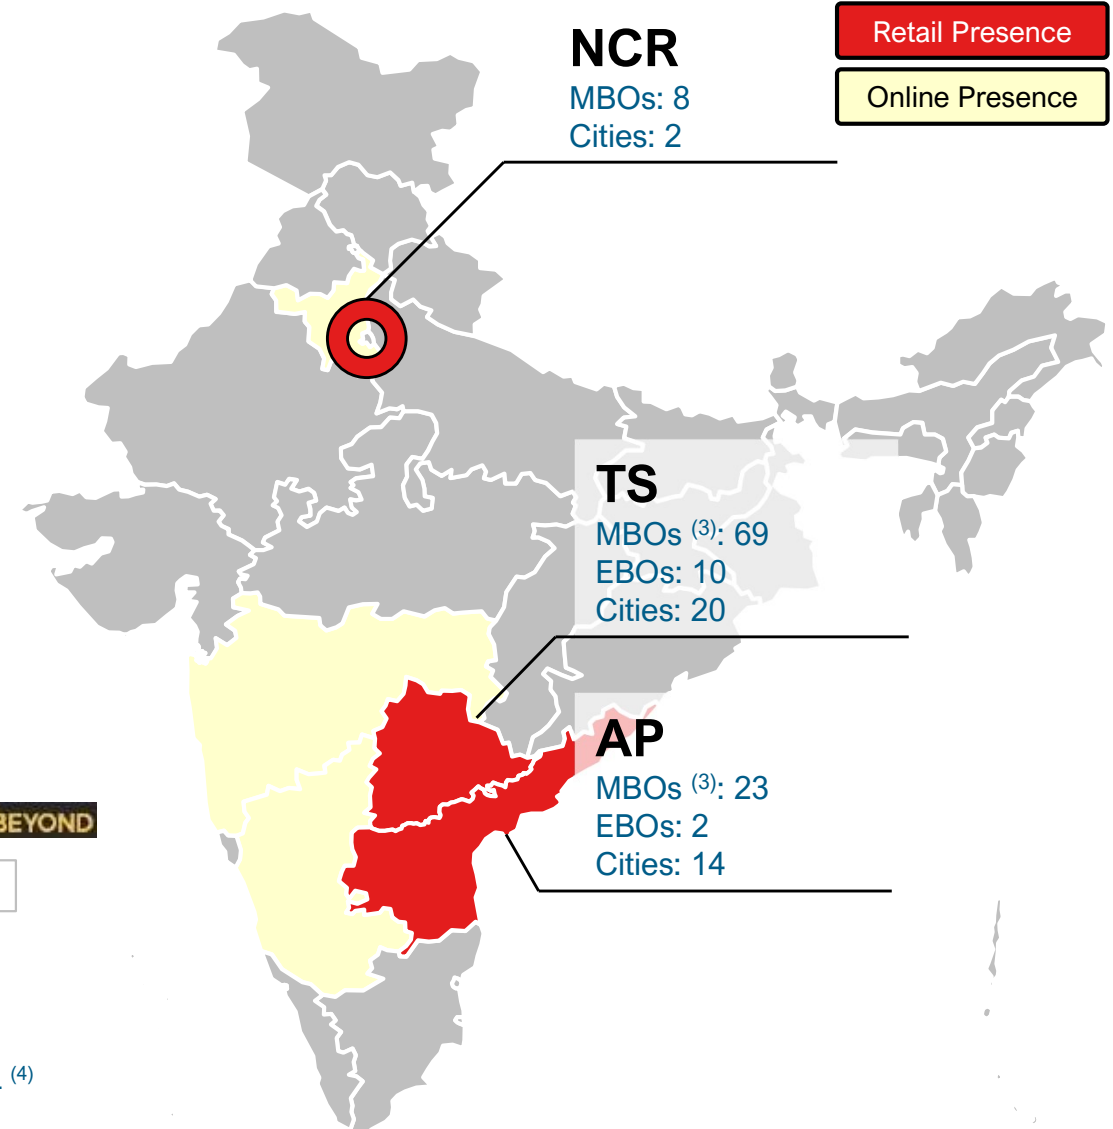 NCR
MBOs: 8
Cities: 2
Retail Presence
Online Presence
TS
MBOs (3): 69
EBOs: 10
Cities: 20
AP
MBOs (3): 23
EBOs: 2
Cities: 14
BEYOND
(4)